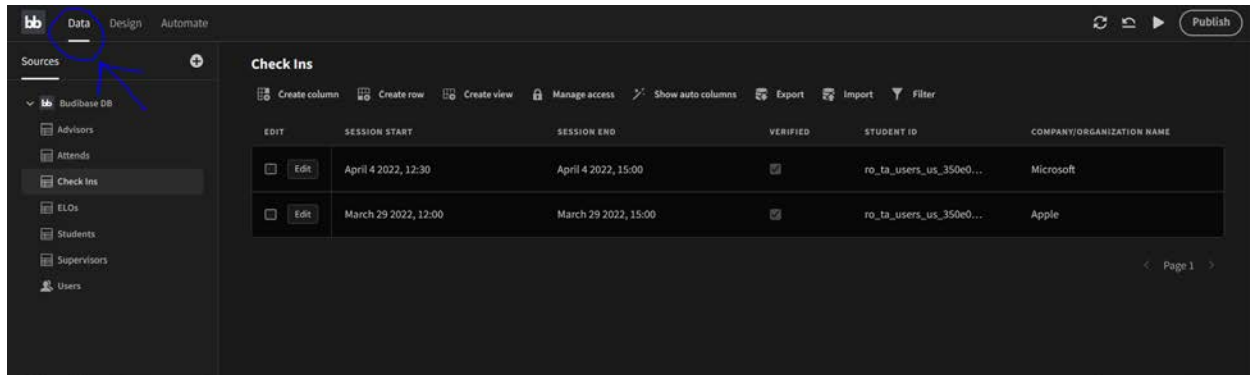 bb Data Design Automate Publish
Sources
Budibase DB
Advisors
Attends
Check Ins
ELOs
Students
Supervisors
Users
Check Ins
Create column Create row Create view Manage access Show auto columns Export Import Filter
EDIT SESSION START SESSION END VERIFIED STUDENT ID COMPANY/ORGANIZATION NAME
Edit April 4 2022, 12:30 April 4 2022, 15:00 ro_ta_users_us_350e0... Microsoft
Edit March 29 2022, 12:00 March 29 2022, 15:00 ro_ta_users_us_350e0... Apple
Page 1